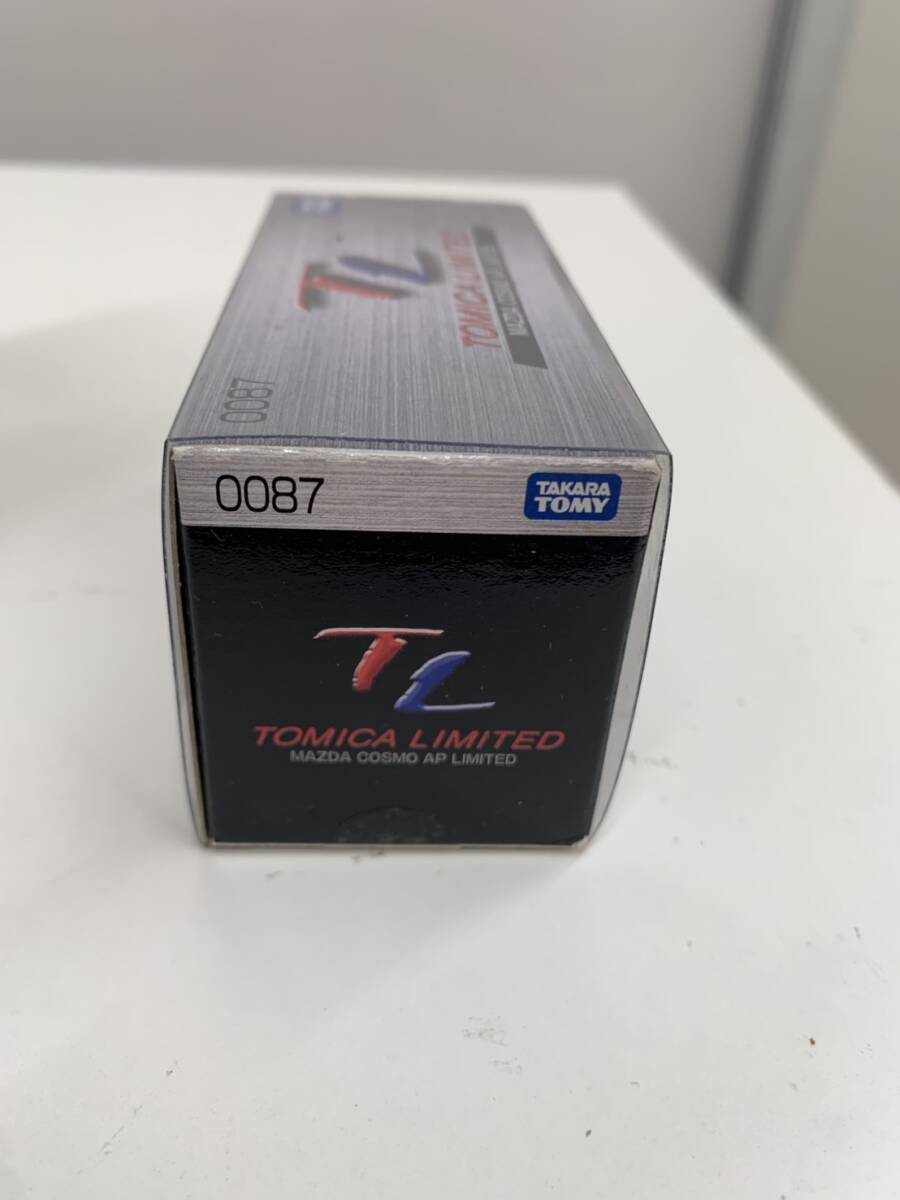 TL
TOMICA LIMITED
0087
0087
TAKARA
TOMY
TL
TOMICA LIMITED
MAZDA COSMO AP LIMITED